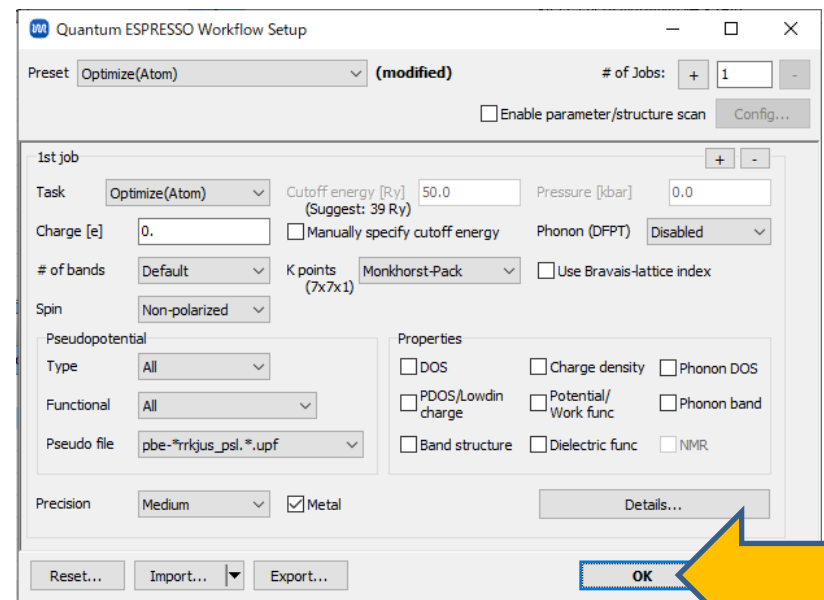 Quantum ESPRESSO Workflow Setup
Preset Optimize(Atom) (modified) # of Jobs: + 1 -
Enable parameter/structure scan Config...
1st job + -
Task Optimize(Atom) Cutoff energy [Ry] 50.0 Pressure [kbar] 0.0
(Suggest: 39 Ry)
Charge [e] 0. Manually specify cutoff energy Phonon (DFPT) Disabled
# of bands Default K points Monkhorst-Pack Use Bravais-lattice index
(7x7x1)
Spin Non-polarized
Pseudopotential Properties
Type All DOS Charge density Phonon DOS
Functional All PDOS/Lowdin charge Potential/ Work func Phonon band
Pseudo file pbe-*rrkjus_psl.*.upf Band structure Dielectric func NMR
Precision Medium Metal Details...
Reset... Import... Export... OK